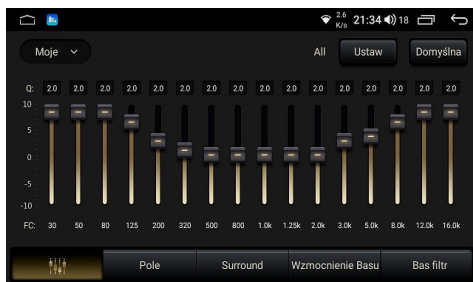 2.6 K/s 21:34 18
Moje All Ustaw Domyślna
Q: 2.0 2.0 2.0 2.0 2.0 2.0 2.0 2.0 2.0 2.0 2.0 2.0 2.0 2.0 2.0 2.0
10
5
0
-5
-10
FC: 30 50 80 125 200 320 500 800 1.0k 1.25k 2.0k 3.0k 5.0k 8.0k 12.0k 16.0k
Pole Surround Wzmocnienie Basu Bas filtr